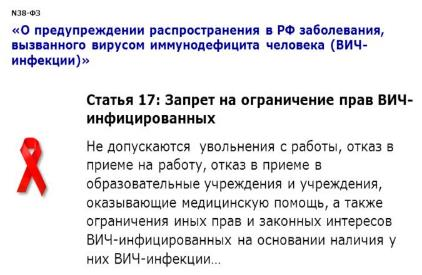 N38-ФЗ
«О предупреждении распространения в РФ заболевания,
вызванного вирусом иммунодефицита человека (ВИЧ-
инфекции)»
Статья 17: Запрет на ограничение прав ВИЧ-
инфицированных
Не допускаются увольнения с работы, отказ в
приеме на работу, отказ в приеме в
образовательные учреждения и учреждения,
оказывающие медицинскую помощь, а также
ограничения иных прав и законных интересов
ВИЧ-инфицированных на основании наличия у
них ВИЧ-инфекции…